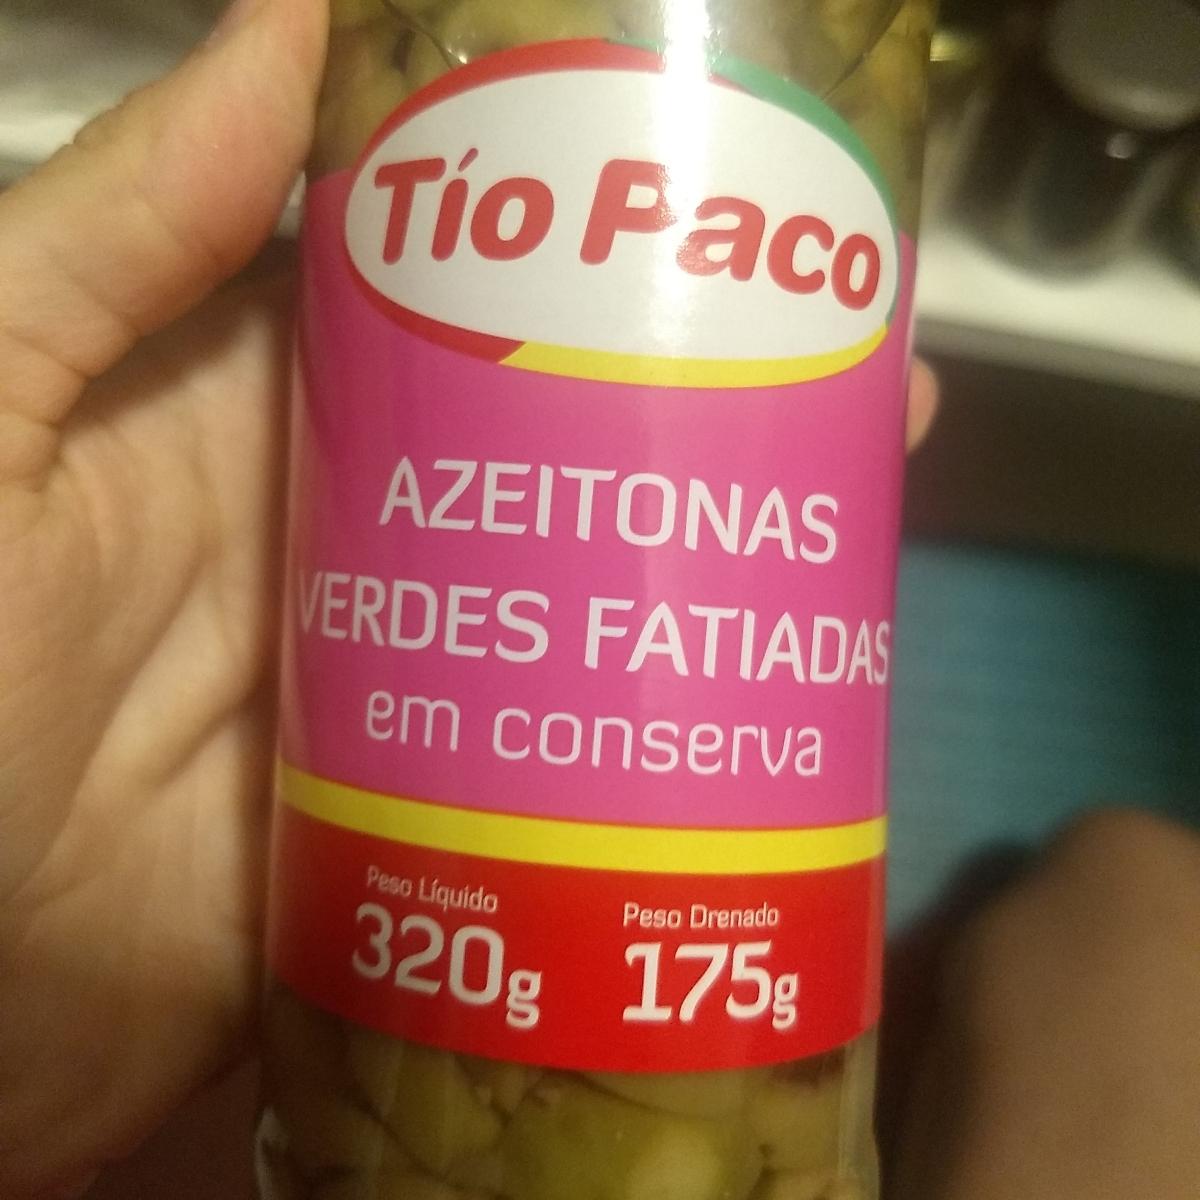 Tío Paco
AZEITONAS
VERDES FATIADAS
em conserva
Peso Líquido
320g
Peso Drenado
175g